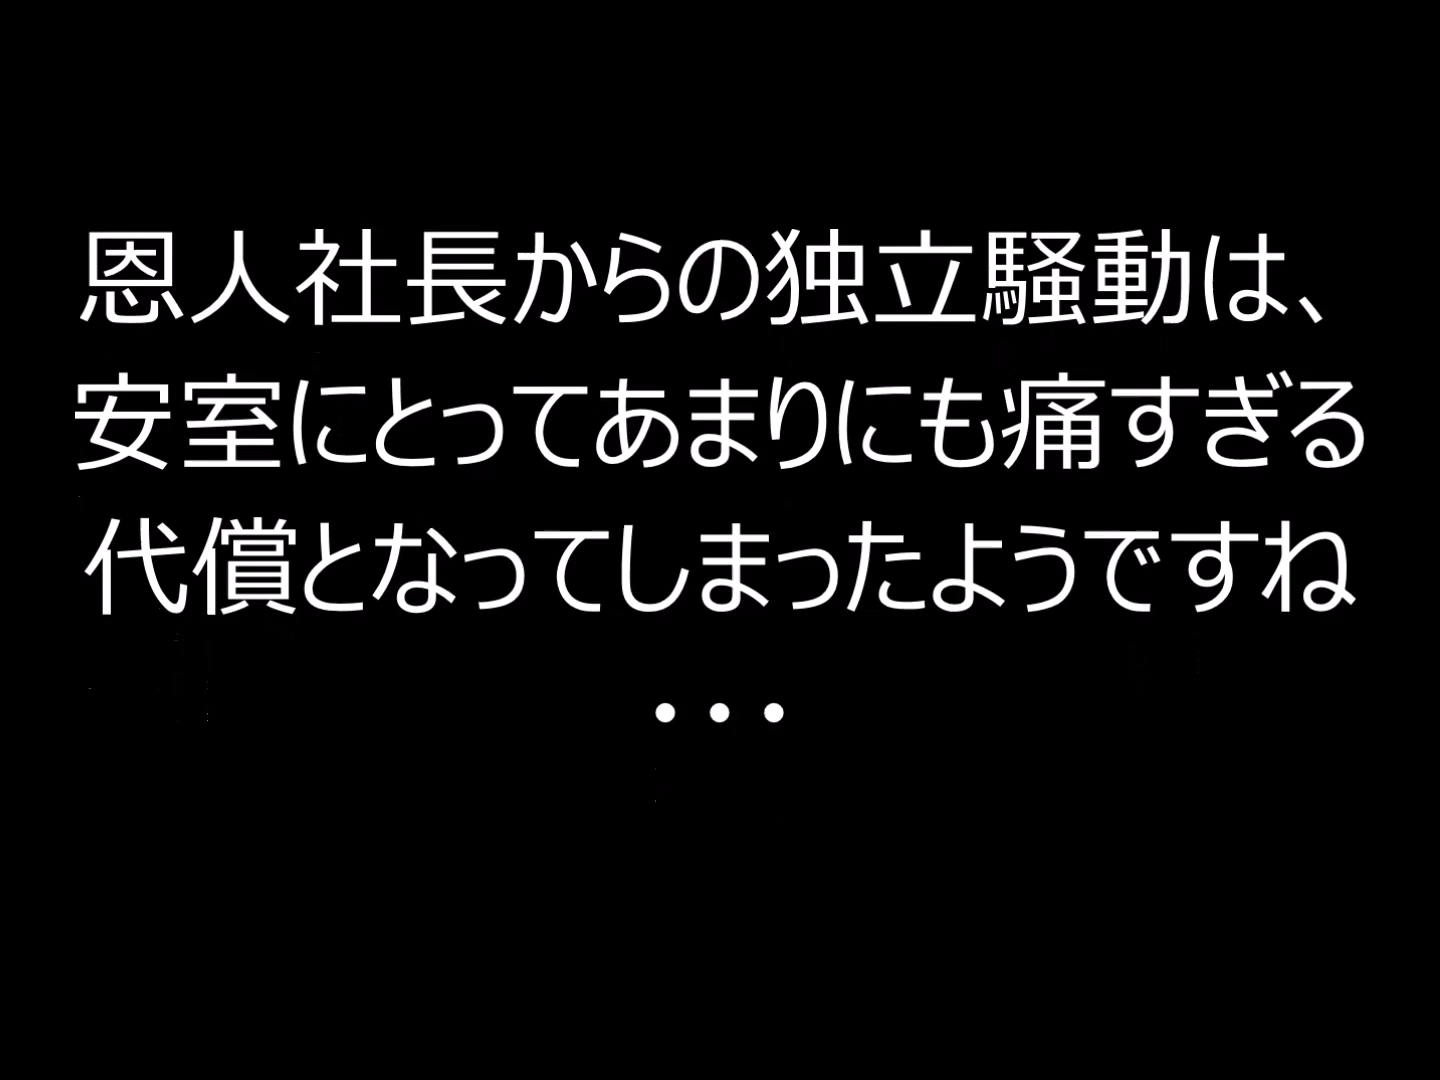 恩人社長からの独立騒動は、
安室にとってあまりにも痛すぎる
代償となってしまったようですね
・・・